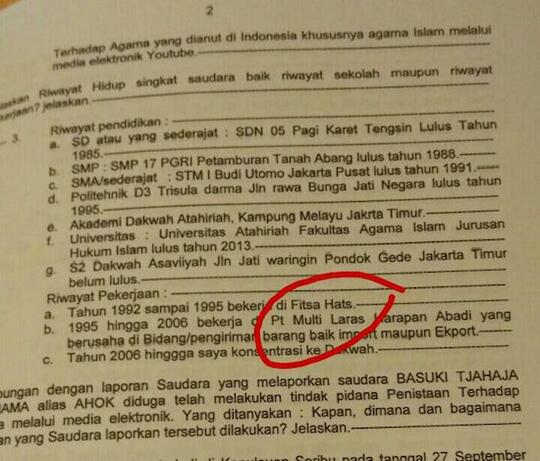 2
Terhadap Agama yang dianut di Indonesia khususnya agama Islam melalui
media elektronik Youtube.
Riwayat Hidup singkat saudara baik riwayat sekolah maupun riwayat
jelaskan.
3. Riwayat pendidikan :
a. SD atau yang sederajat : SDN 05 Pagi Karet Tengsin Lulus Tahun
1985.
b. SMP : SMP 17 PGRI Petamburan Tanah Abang lulus tahun 1988.
c. SMA/sederajat : STM I Budi Utomo Jakarta Pusat lulus tahun 1991.
d. Politehnik D3 Trisula darma Jln rawa Bunga Jati Negara lulus tahun
1995.
e. Akademi Dakwah Atahiriah, Kampung Melayu Jakrta Timur.
f. Universitas : Universitas Atahiriah Fakultas Agama Islam Jurusan
Hukum Islam lulus tahun 2013.
g. S2 Dakwah Asaviiyah Jln Jati waringin Pondok Gede Jakarta Timur
belum lulus.
Riwayat Pekerjaan :
a. Tahun 1992 sampai 1995 bekerja di Fitsa Hats.
b. 1995 hingga 2006 bekerja di Pt Multi Laras Harapan Abadi yang
berusaha di Bidang/pengiriman barang baik import maupun Ekport.
c. Tahun 2006 hinggga saya konsentrasi ke Dakwah.
dengan laporan Saudara yang melaporkan saudara BASUKI TJAHAJA
alias AHOK diduga telah melakukan tindak pidana Penistaan Terhadap
melalui media elektronik. Yang ditanyakan : Kapan, dimana dan bagaimana
yang Saudara laporkan tersebut dilakukan? Jelaskan.
di Kepulauan Seribu pada tanggal 27 September